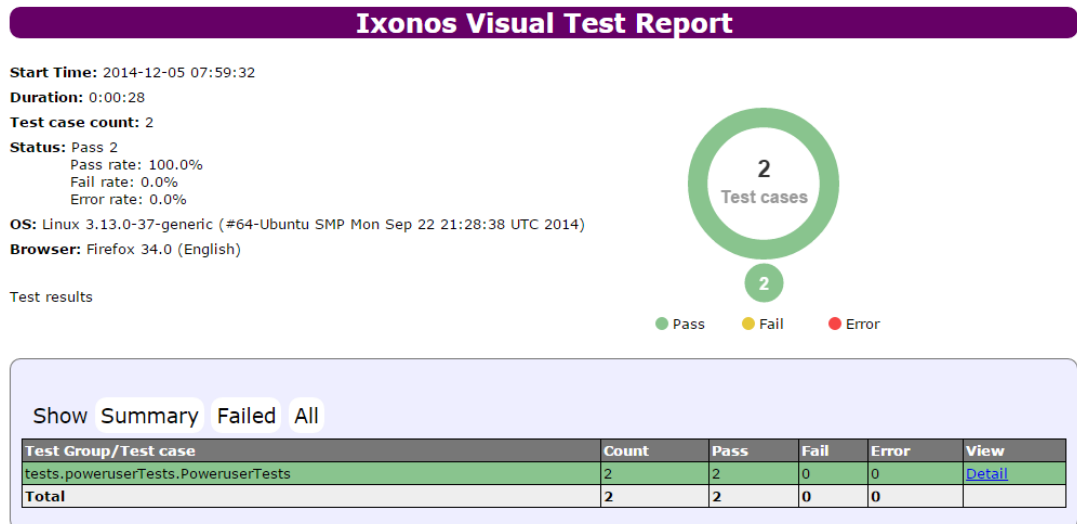 Ixonos Visual Test Report
Start Time: 2014-12-05 07:59:32
Duration: 0:00:28
Test case count: 2
Status: Pass 2
Pass rate: 100.0%
Fail rate: 0.0%
Error rate: 0.0%
OS: Linux 3.13.0-37-generic (#64-Ubuntu SMP Mon Sep 22 21:28:38 UTC 2014)
Browser: Firefox 34.0 (English)
Test results
2
Test cases
2
Pass Fail Error
Show Summary Failed All
Test Group/Test case Count Pass Fail Error View
tests.poweruserTests.PoweruserTests 2 2 0 0 Detail
Total 2 2 0 0